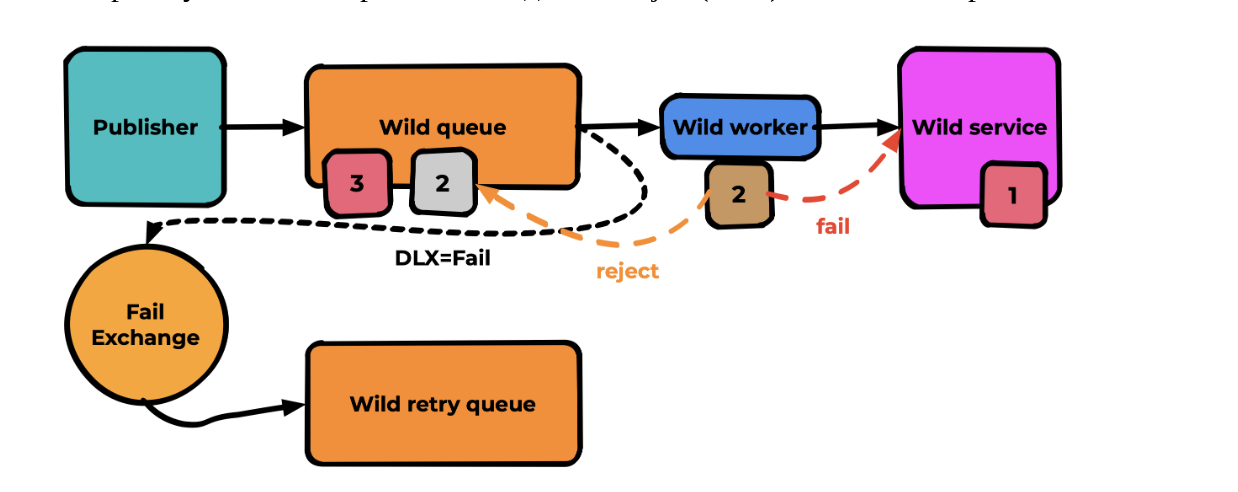 Publisher
Wild queue
Wild worker
Wild service
3
2
2
1
fail
DLX=Fail
reject
Fail
Exchange
Wild retry queue